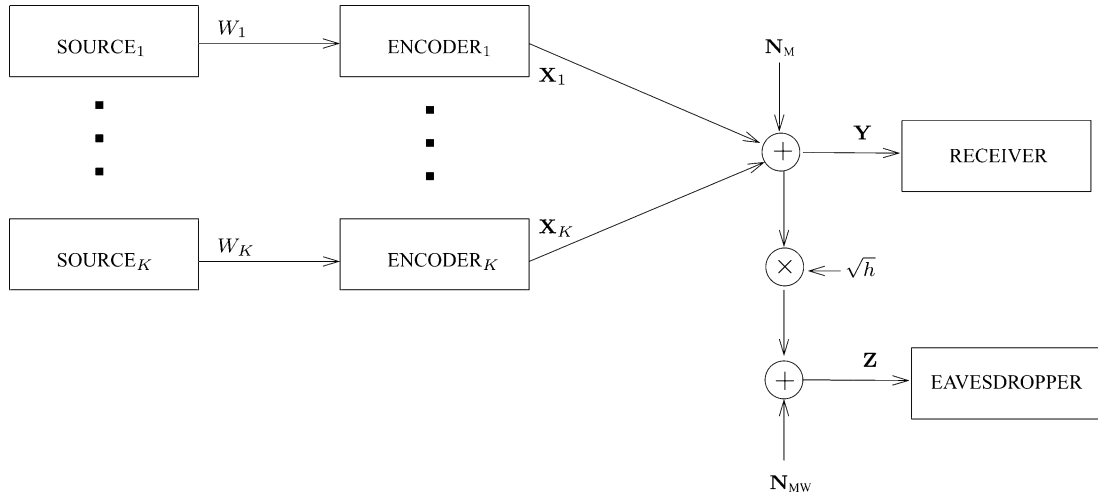 SOURCE₁
W₁
ENCODER₁
X₁
N_M
+
Y
RECEIVER
SOURCE_K
W_K
ENCODER_K
X_K
×
√h
+
Z
EAVESDROPPER
N_MW